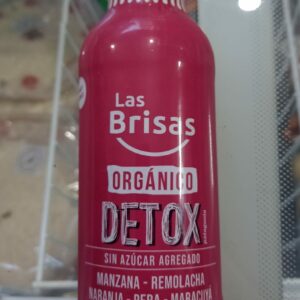 Las
Brisas
ORGÁNICO
DETOX
SIN AZÚCAR AGREGADO
MANZANA - REMOLACHA
NARANJA - PERA - MARACUYÁ